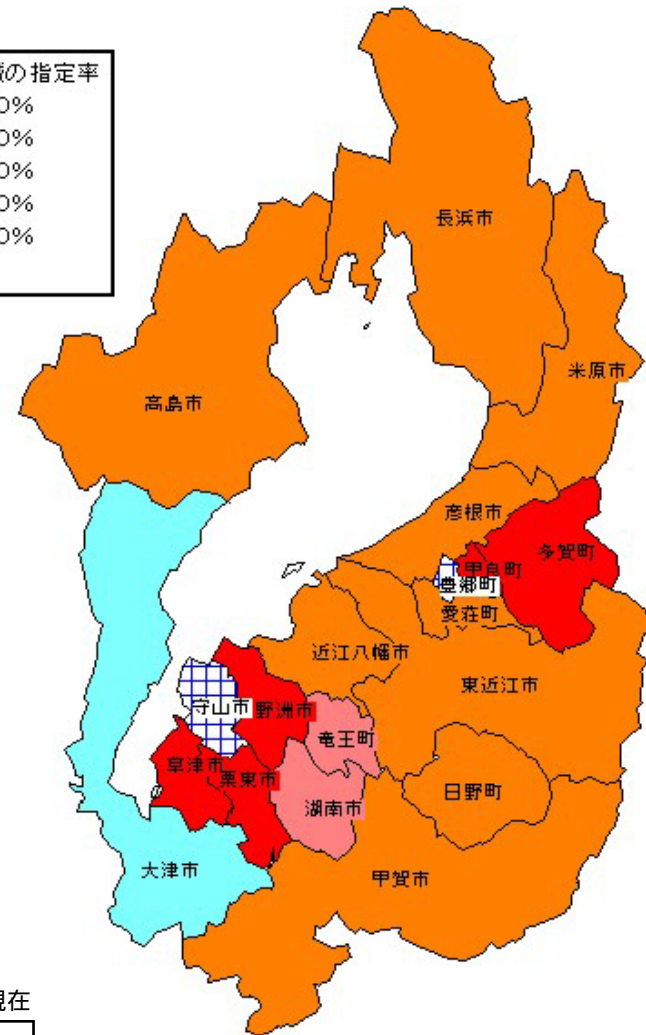 の指定率
0%
0%
0%
0%
0%
長浜市
米原市
高島市
彦根市
多賀町
甲良町
豊郷町
愛荘町
近江八幡市
東近江市
守山市
野洲市
竜王町
草津市
栗東市
日野町
湖南市
大津市
甲賀市
現在